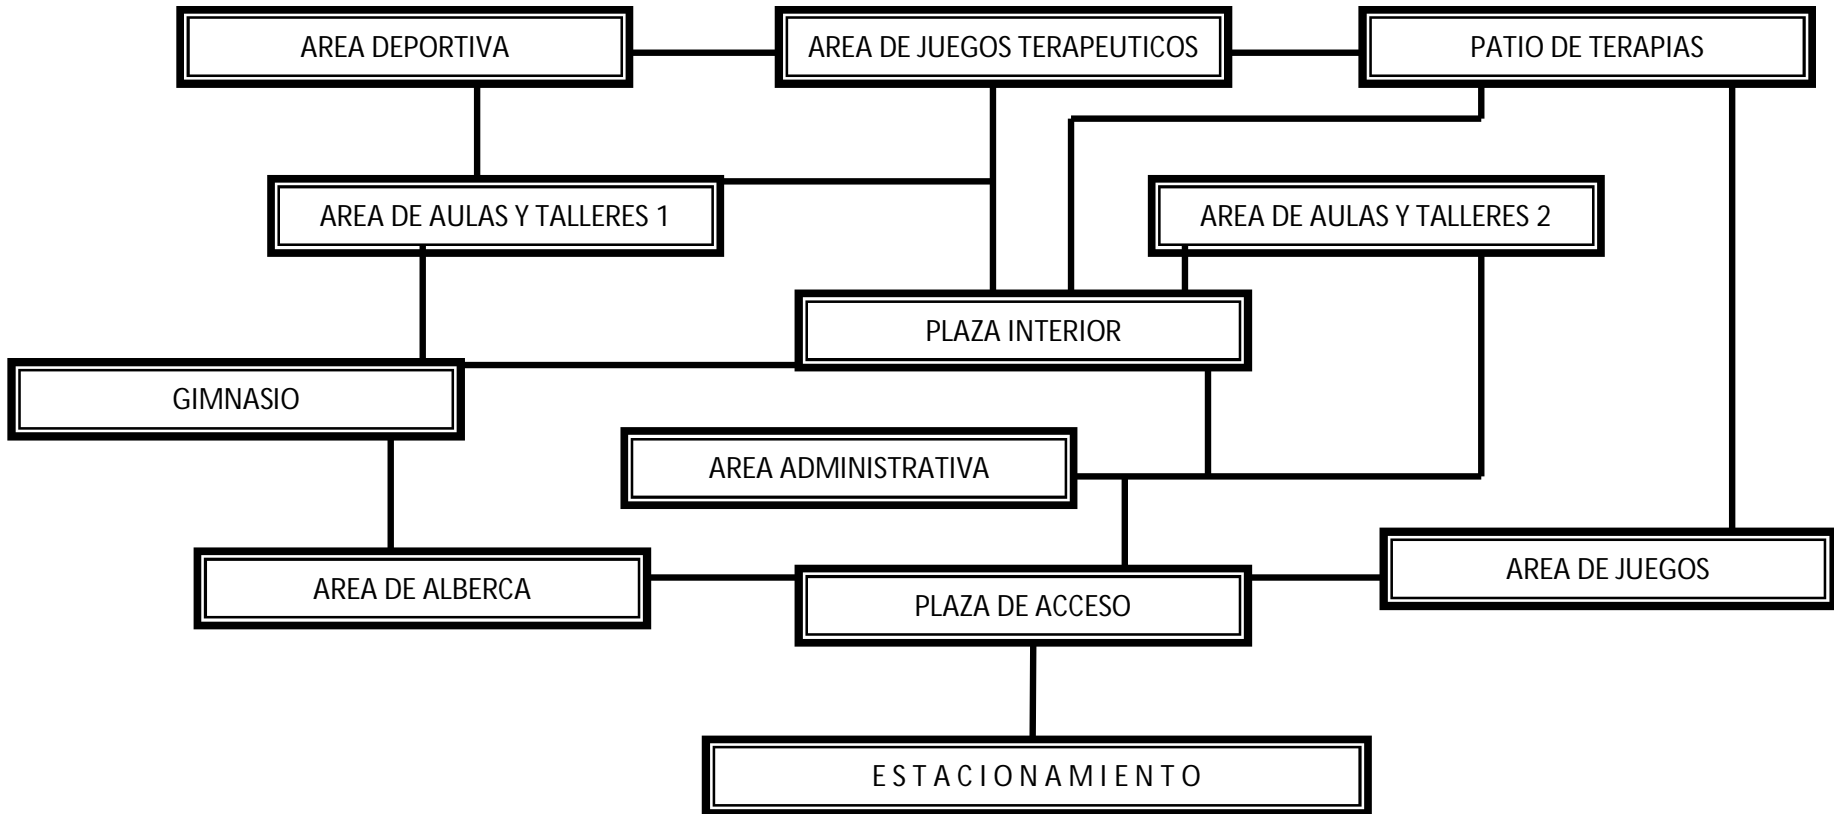 AREA DEPORTIVA
AREA DE JUEGOS TERAPEUTICOS
PATIO DE TERAPIAS
AREA DE AULAS Y TALLERES 1
AREA DE AULAS Y TALLERES 2
PLAZA INTERIOR
GIMNASIO
AREA ADMINISTRATIVA
AREA DE ALBERCA
PLAZA DE ACCESO
AREA DE JUEGOS
ESTACIONAMIENTO